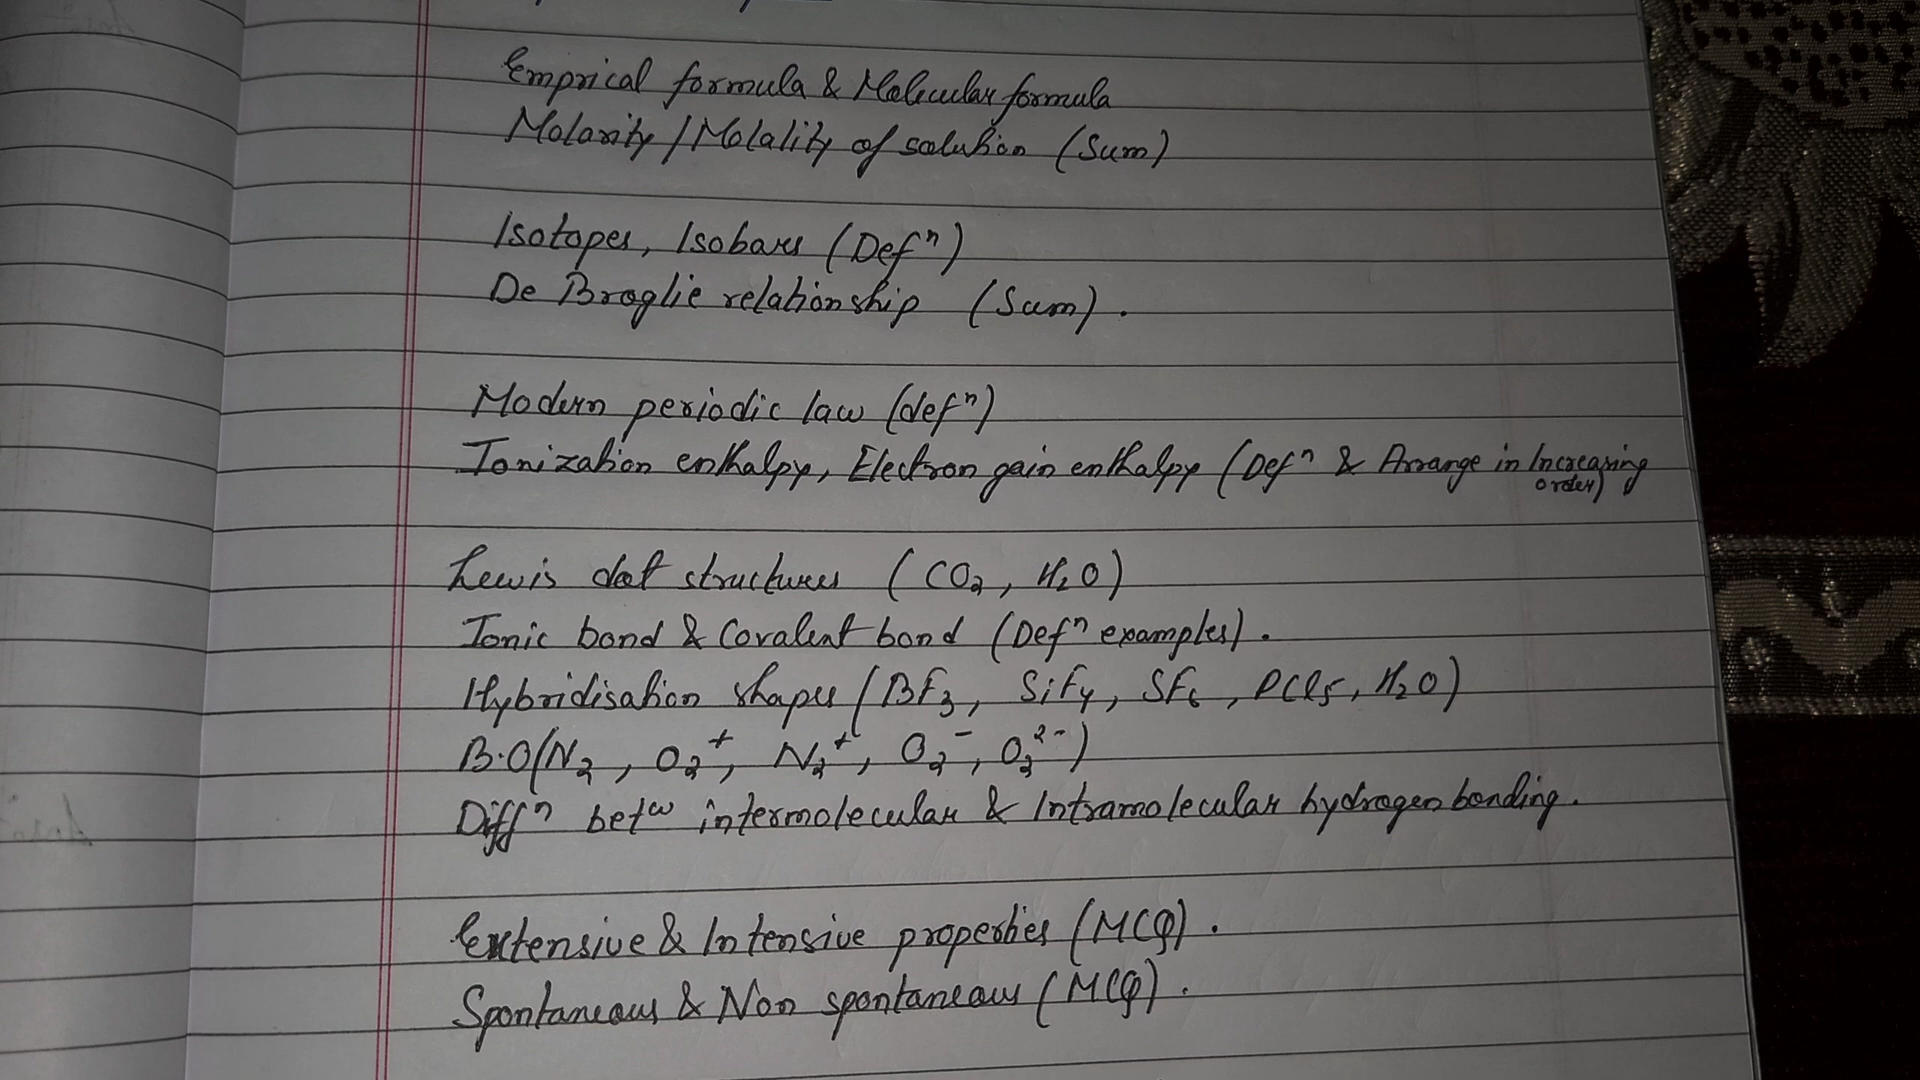 Emprical formula & Molecular formula
Molarity / Molality of solution (Sum)
Isotopes, Isobars (Defⁿ)
De Broglie relationship (Sum).
Modern periodic law (defⁿ)
Ionization enthalpy, Electron gain enthalpy (Defⁿ & Arrange in Increasing order)
Lewis dot structures (CO₂, H₂O)
Ionic bond & Covalent bond (Defⁿ examples).
Hybridisation shapes (BF₃, SiF₄, SF₆, PCl₅, H₂O)
B.O(N₂, O₂⁺, N₂⁺, O₂⁻, O₂²⁻)
Diffⁿ betʷ intermolecular & Intramolecular hydrogen bonding.
Extensive & Intensive properties (MCQ).
Spontaneous & Non spontaneous (MCQ).